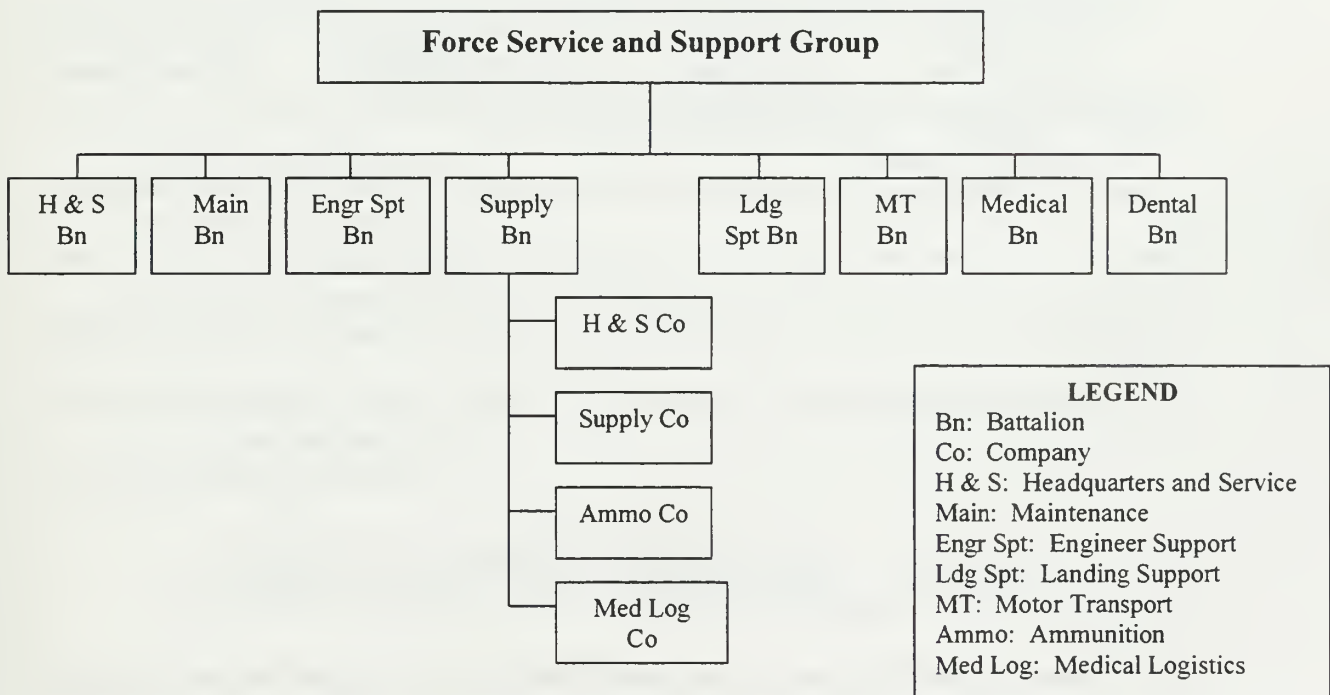 Force Service and Support Group
H & S
Bn
Main
Bn
Engr Spt
Bn
Supply
Bn
Ldg
Spt Bn
MT
Bn
Medical
Bn
Dental
Bn
H & S Co
Supply Co
Ammo Co
Med Log
Co
LEGEND
Bn: Battalion
Co: Company
H & S: Headquarters and Service
Main: Maintenance
Engr Spt: Engineer Support
Ldg Spt: Landing Support
MT: Motor Transport
Ammo: Ammunition
Med Log: Medical Logistics